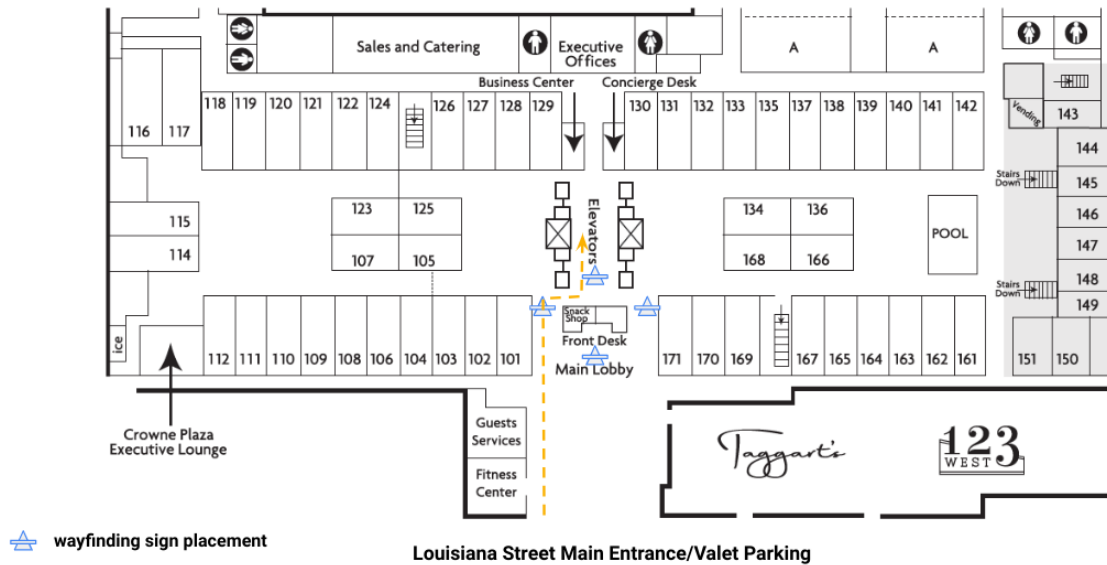 Sales and Catering
Executive
Offices
A
A
Business Center
Concierge Desk
116
117
118
119
120
121
122
124
126
127
128
129
130
131
132
133
135
137
138
139
140
141
142
Vending
143
144
Stairs
Down
145
146
147
148
Stairs
Down
149
115
114
123
125
107
105
Elevators
134
136
168
166
POOL
ice
112
111
110
109
108
106
104
103
102
101
Snack
Shop
Front Desk
Main Lobby
171
170
169
167
165
164
163
162
161
151
150
Crowne Plaza
Executive Lounge
Guests
Services
Fitness
Center
Taggart's
123
WEST
wayfinding sign placement
Louisiana Street Main Entrance/Valet Parking